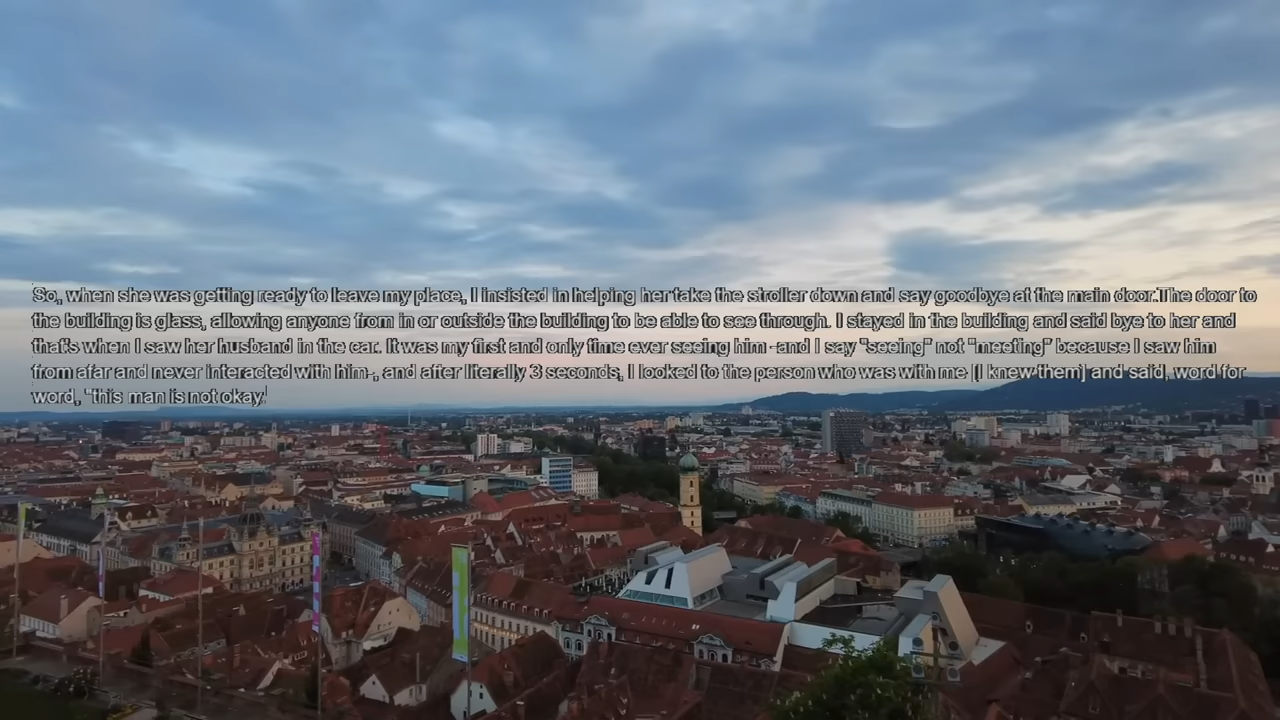 So, when she was getting ready to leave my place, I insisted in helping her take the stroller down and say goodbye at the main door.The door to
the building is glass, allowing anyone from in or outside the building to be able to see through. I stayed in the building and said bye to her and
that's when I saw her husband in the car. It was my first and only time ever seeing him -and I say "seeing" not "meeting" because I saw him
from afar and never interacted with him-, and after literally 3 seconds, I looked to the person who was with me [(I knew them] and said, word for
word, "this man is not okay.'